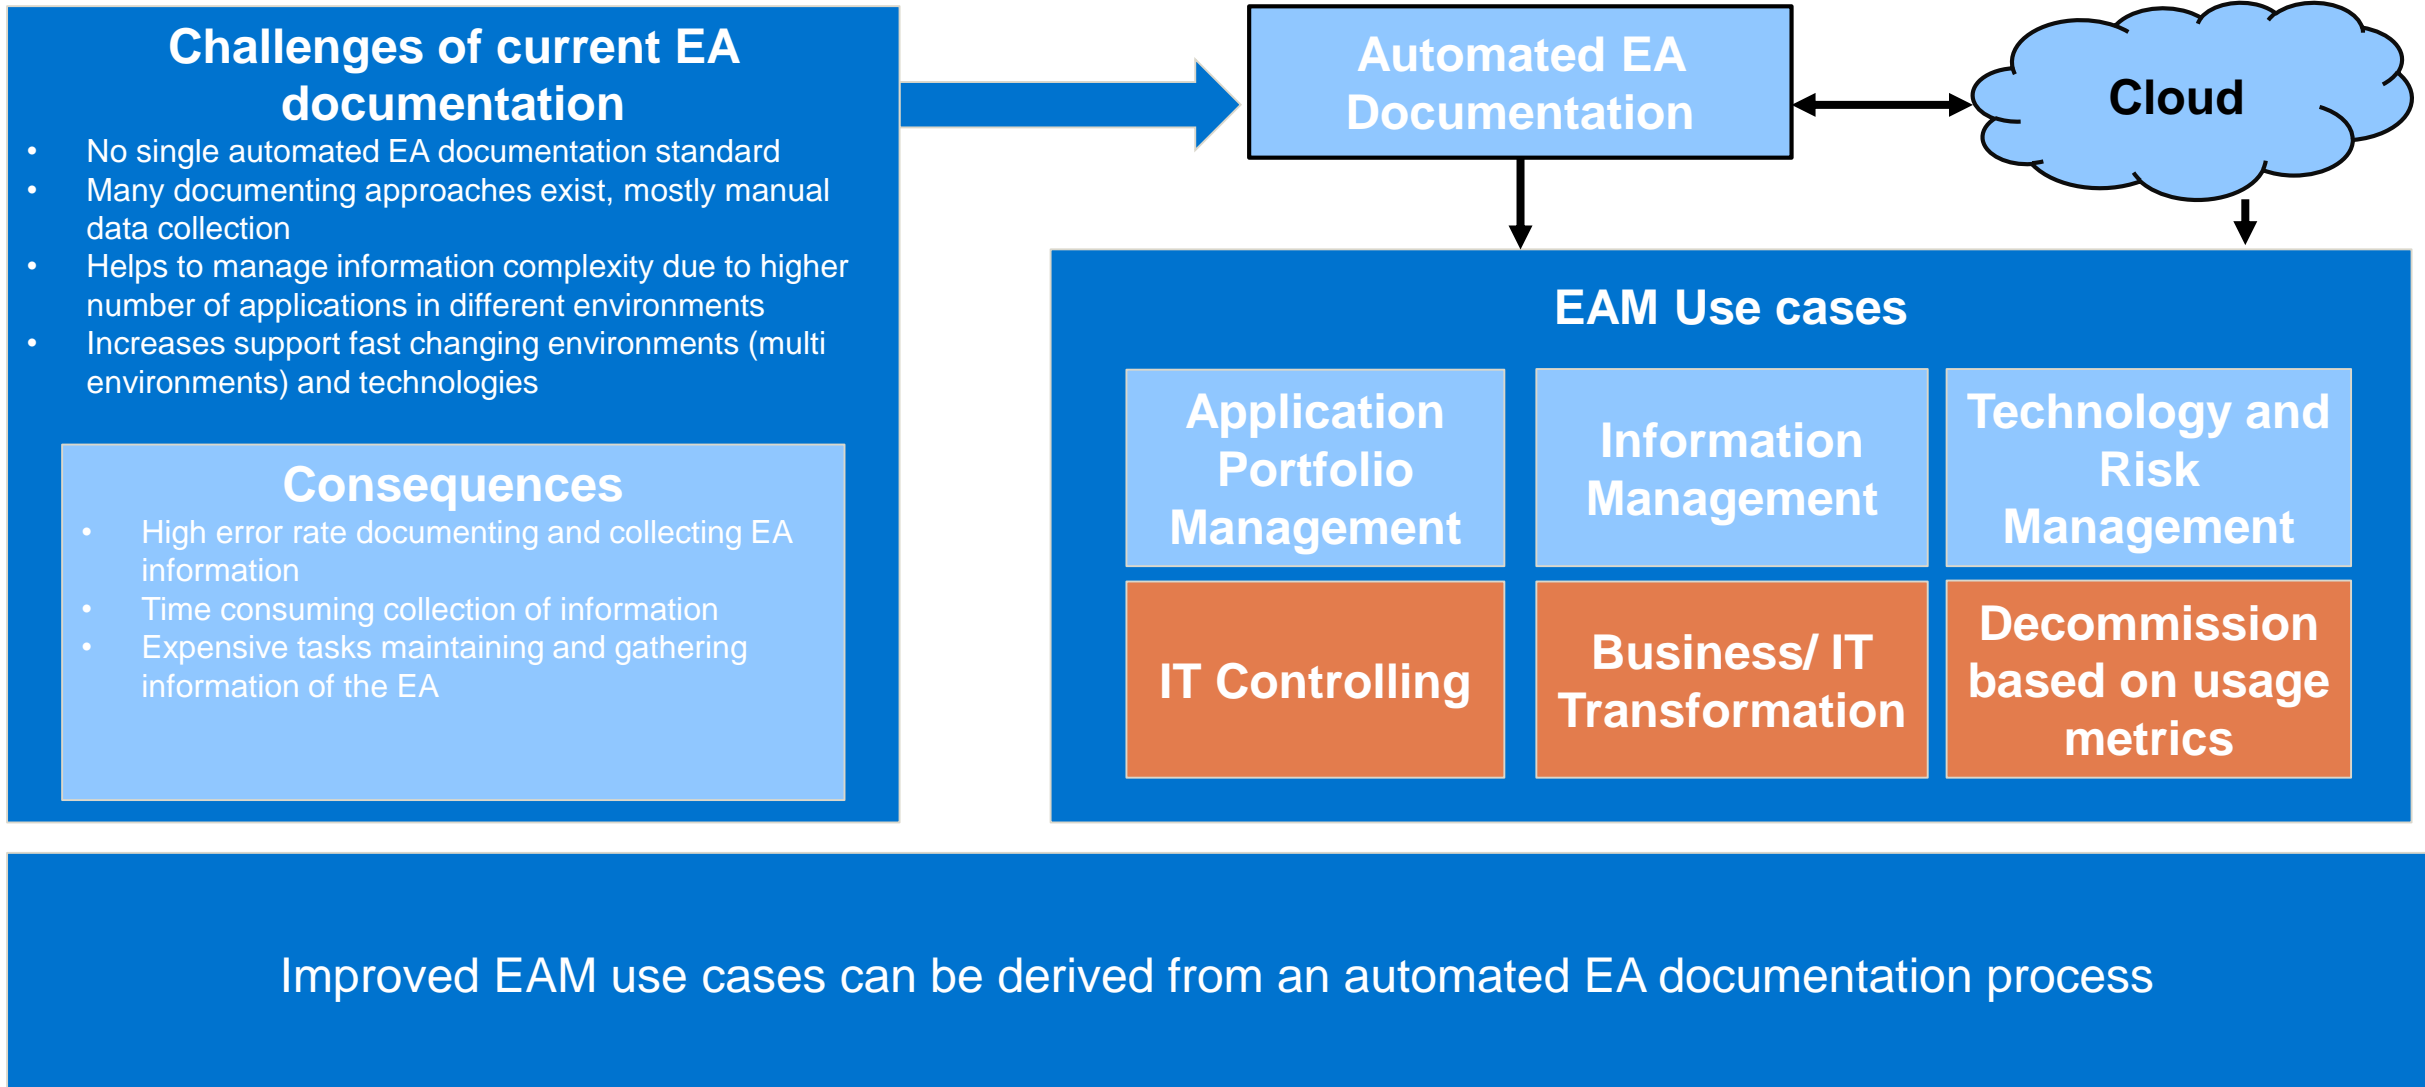 Challenges of current EA
documentation
• No single automated EA documentation standard
• Many documenting approaches exist, mostly manual
data collection
• Helps to manage information complexity due to higher
number of applications in different environments
• Increases support fast changing environments (multi
environments) and technologies
Consequences
• High error rate documenting and collecting EA
information
• Time consuming collection of information
• Expensive tasks maintaining and gathering
information of the EA
Automated EA
Documentation
Cloud
EAM Use cases
Application
Portfolio
Management
Information
Management
Technology and
Risk
Management
IT Controlling
Business/ IT
Transformation
Decommission
based on usage
metrics
Improved EAM use cases can be derived from an automated EA documentation process